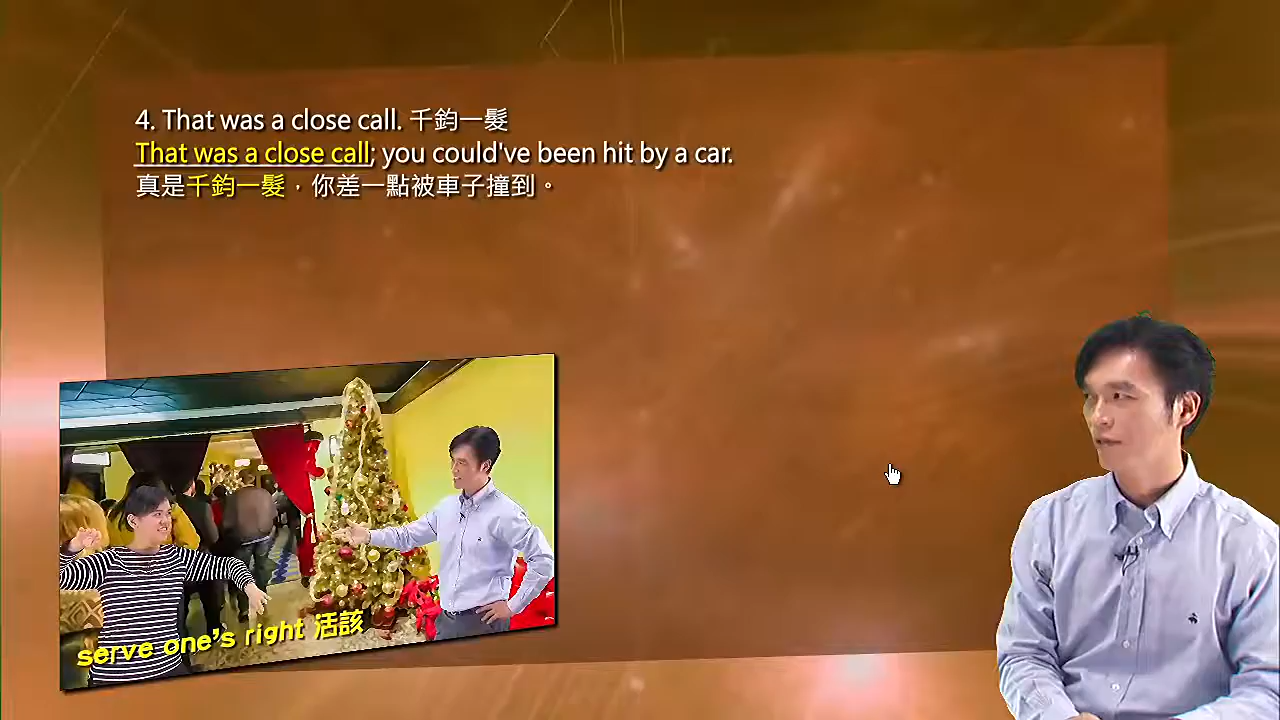 4. That was a close call. 千鈞一髮
That was a close call; you could've been hit by a car.
真是千鈞一髮，你差一點被車子撞到。
serve one's right 活該